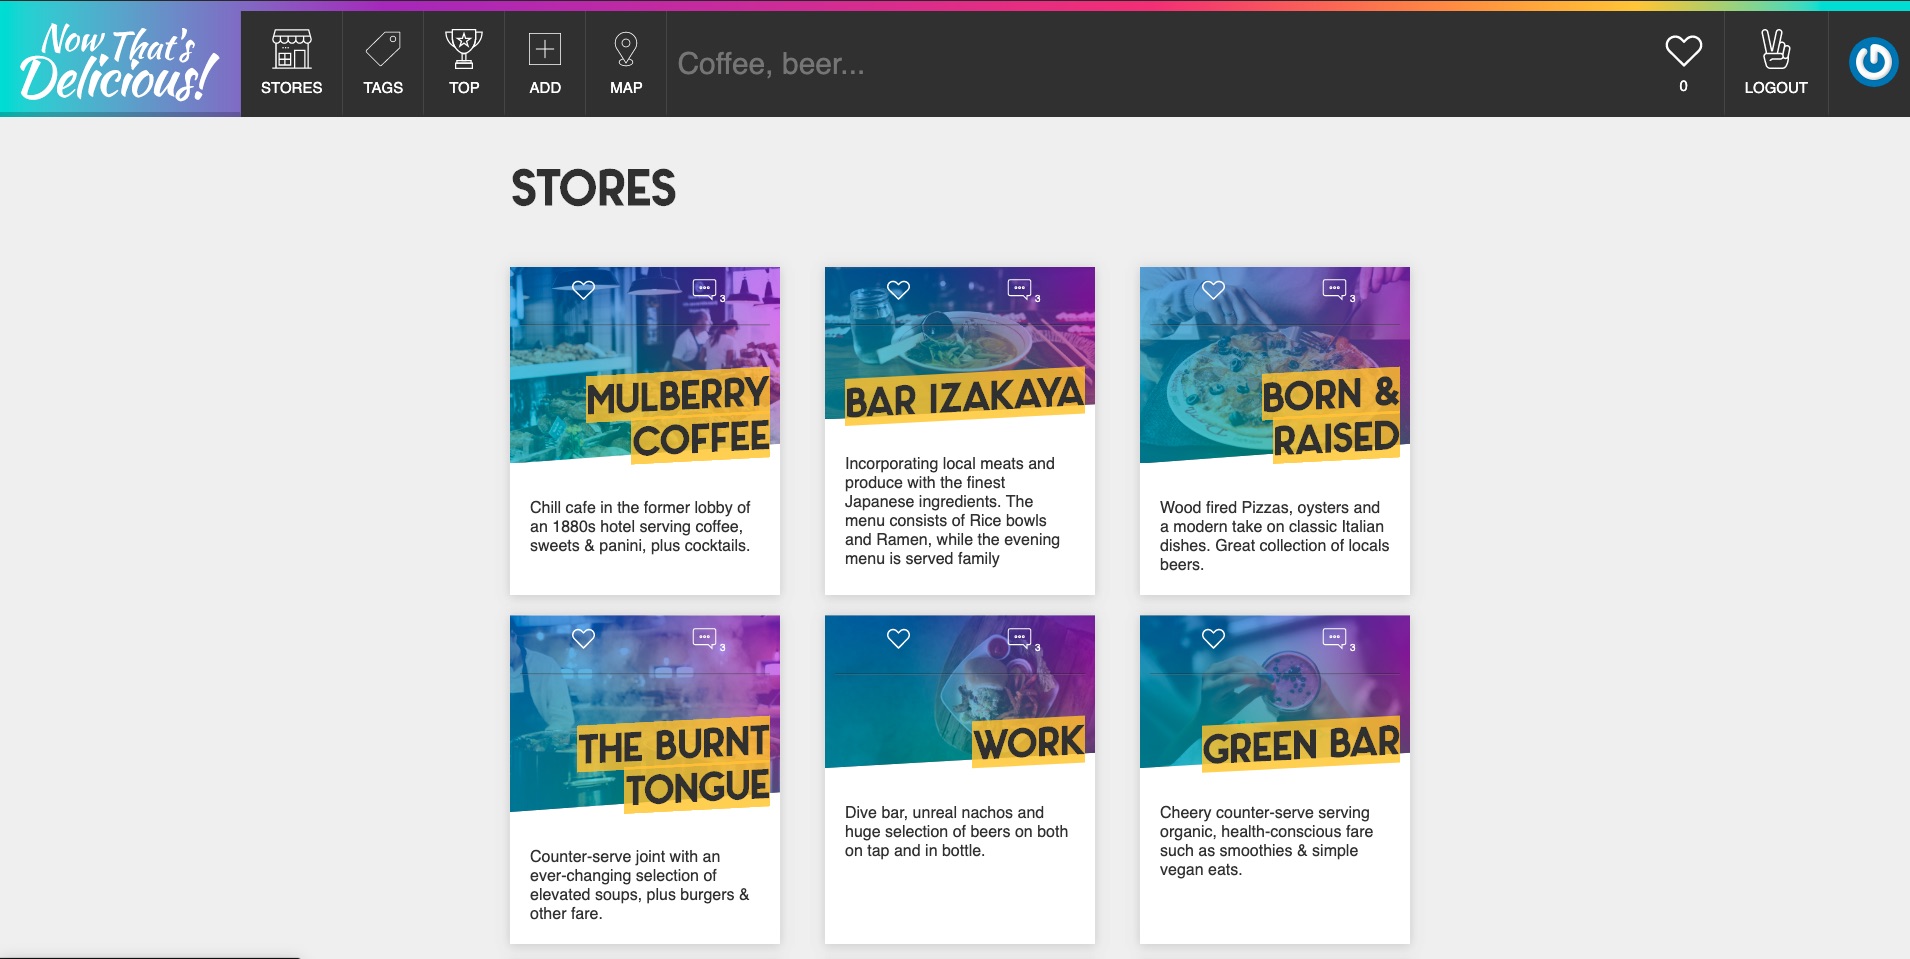 Now That's
Delicious!
STORES
TAGS
TOP
ADD
MAP
Coffee, beer...
0
LOGOUT
STORES
3
MULBERRY
COFFEE
Chill cafe in the former lobby of
an 1880s hotel serving coffee,
sweets & panini, plus cocktails.
3
BAR IZAKAYA
Incorporating local meats and
produce with the finest
Japanese ingredients. The
menu consists of Rice bowls
and Ramen, while the evening
menu is served family
3
BORN &
RAISED
Wood fired Pizzas, oysters and
a modern take on classic Italian
dishes. Great collection of locals
beers.
3
THE BURNT
TONGUE
Counter-serve joint with an
ever-changing selection of
elevated soups, plus burgers &
other fare.
3
WORK
Dive bar, unreal nachos and
huge selection of beers on both
on tap and in bottle.
3
GREEN BAR
Cheery counter-serve serving
organic, health-conscious fare
such as smoothies & simple
vegan eats.